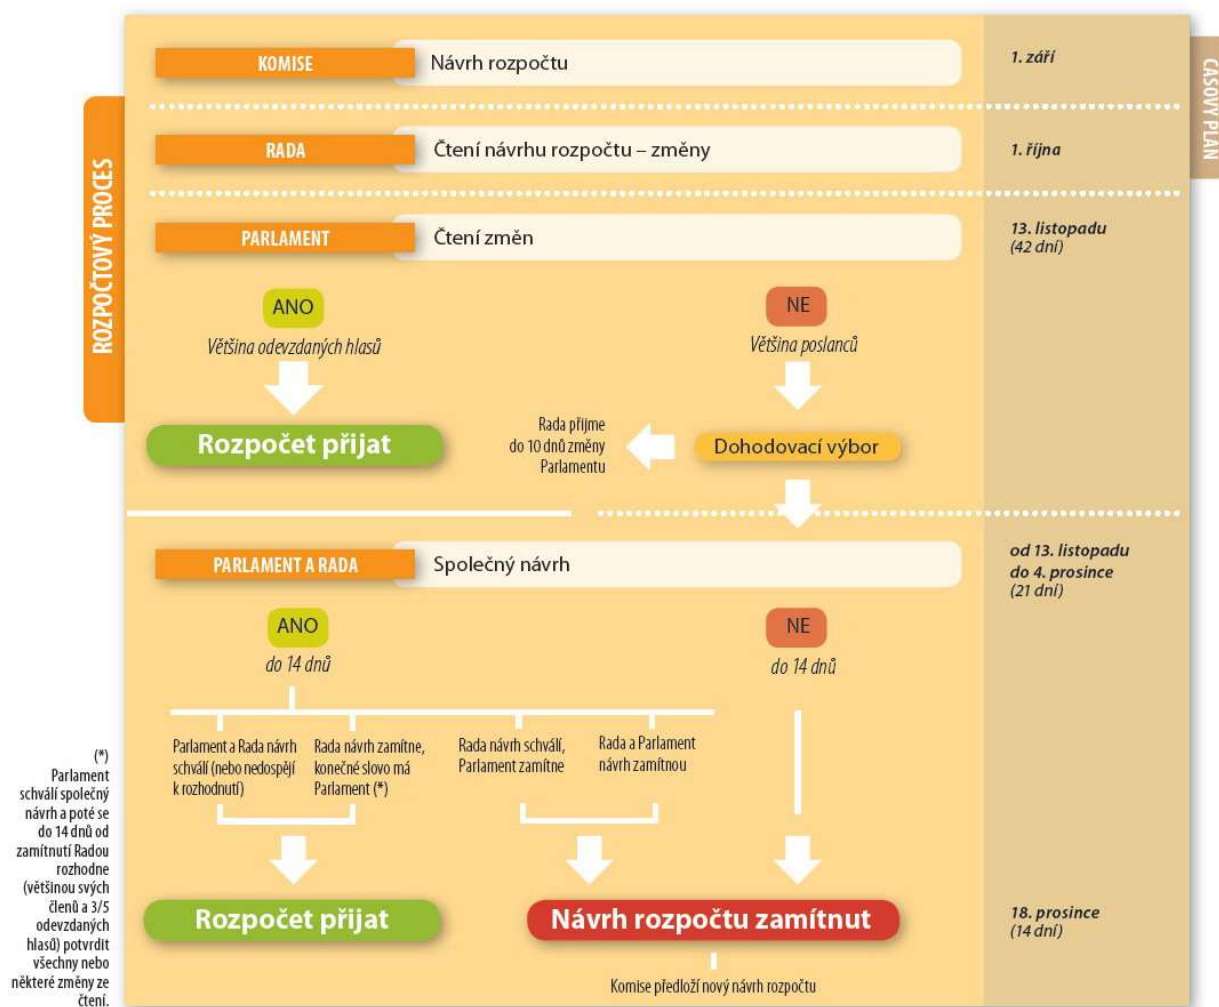 KOMISE
Návrh rozpočtu
1. září
ČASOVÝ PLÁN
ROZPOČTOVÝ PROCES
RADA
Čtení návrhu rozpočtu – změny
1. října
PARLAMENT
Čtení změn
13. listopadu
(42 dní)
ANO
Většina odevzdaných hlasů
NE
Většina poslanců
Rozpočet přijat
Rada přijme
do 10 dnů změny
Parlamentu
Dohodovací výbor
PARLAMENT A RADA
Společný návrh
od 13. listopadu
do 4. prosince
(21 dní)
ANO
do 14 dnů
NE
do 14 dnů
Parlament a Rada návrh
schválí (nebo nedospějí
k rozhodnutí)
Rada návrh zamítne,
konečné slovo má
Parlament (*)
Rada návrh schválí,
Parlament zamítne
Rada a Parlament
návrh zamítnou
Rozpočet přijat
Návrh rozpočtu zamítnut
18. prosince
(14 dní)
Komise předloží nový návrh rozpočtu
(*)
Parlament
schválí společný
návrh a poté se
do 14 dnů od
zamítnutí Radou
rozhodne
(většinou svých
členů a 3/5
odevzdaných
hlasů) potvrdit
všechny nebo
některé změny ze
čtení.